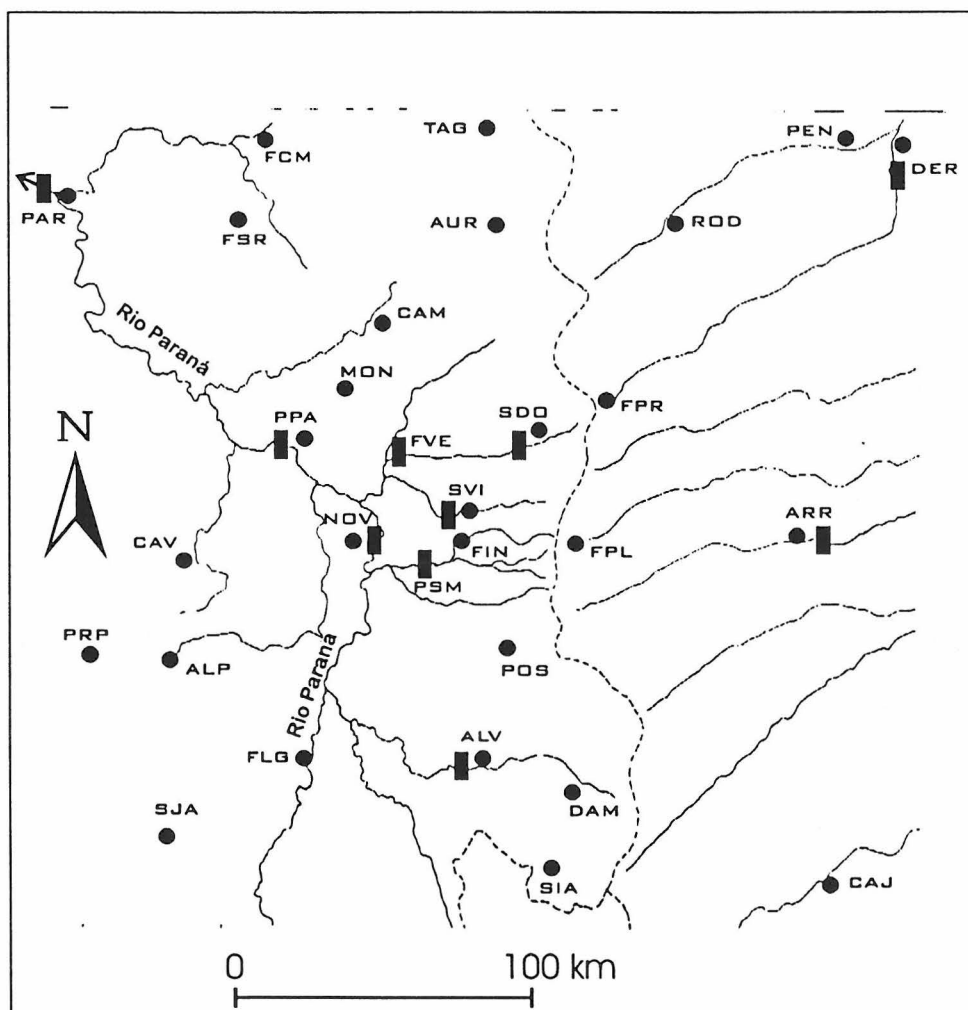 TAG
PEN
FCM
DER
PAR
FSR
AUR
ROD
Rio Paraná
CAM
MON
FPR
PPA
FVE
SDO
N
SVI
NOV
ARR
CAV
FIN
FPL
PSM
PRP
ALP
POS
Rio Paraná
FLG
ALV
SJA
DAM
SIA
CAJ
0 100 km